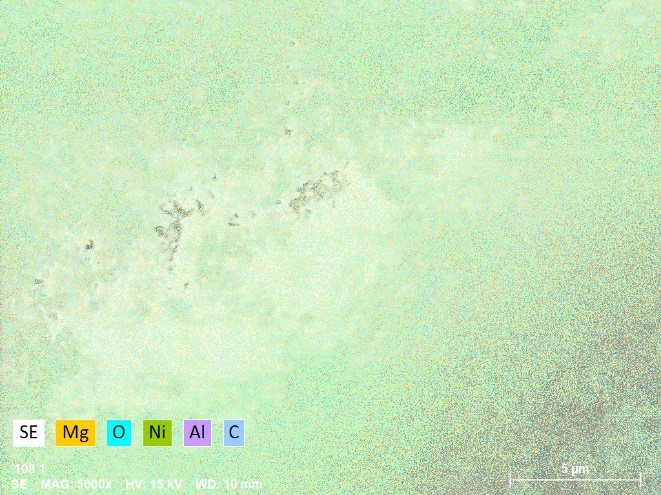 SE Mg O Ni Al C
108 1
SE MAG: 5000x HV: 15 kV WD: 10 mm
5 μm